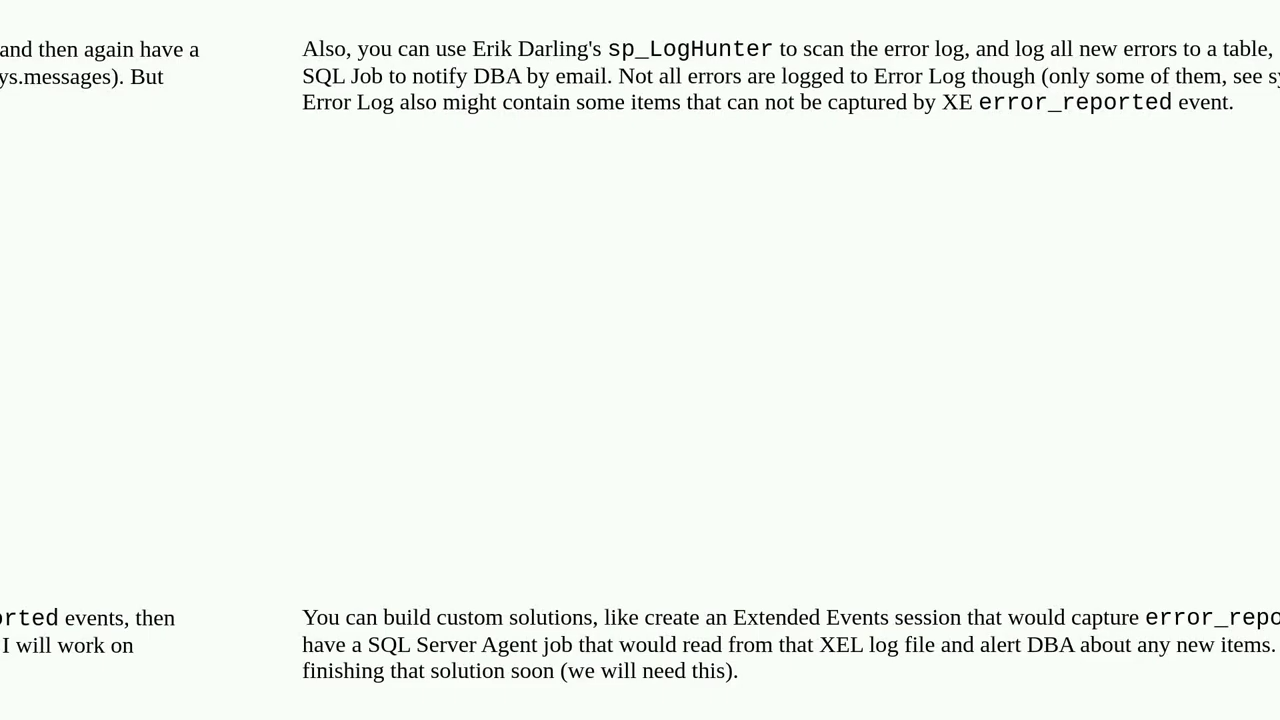 and then again have a
ys.messages). But
Also, you can use Erik Darling's sp_LogHunter to scan the error log, and log all new errors to a table,
SQL Job to notify DBA by email. Not all errors are logged to Error Log though (only some of them, see sy
Error Log also might contain some items that can not be captured by XE error_reported event.
orted events, then
I will work on
You can build custom solutions, like create an Extended Events session that would capture error_repo
have a SQL Server Agent job that would read from that XEL log file and alert DBA about any new items.
finishing that solution soon (we will need this).